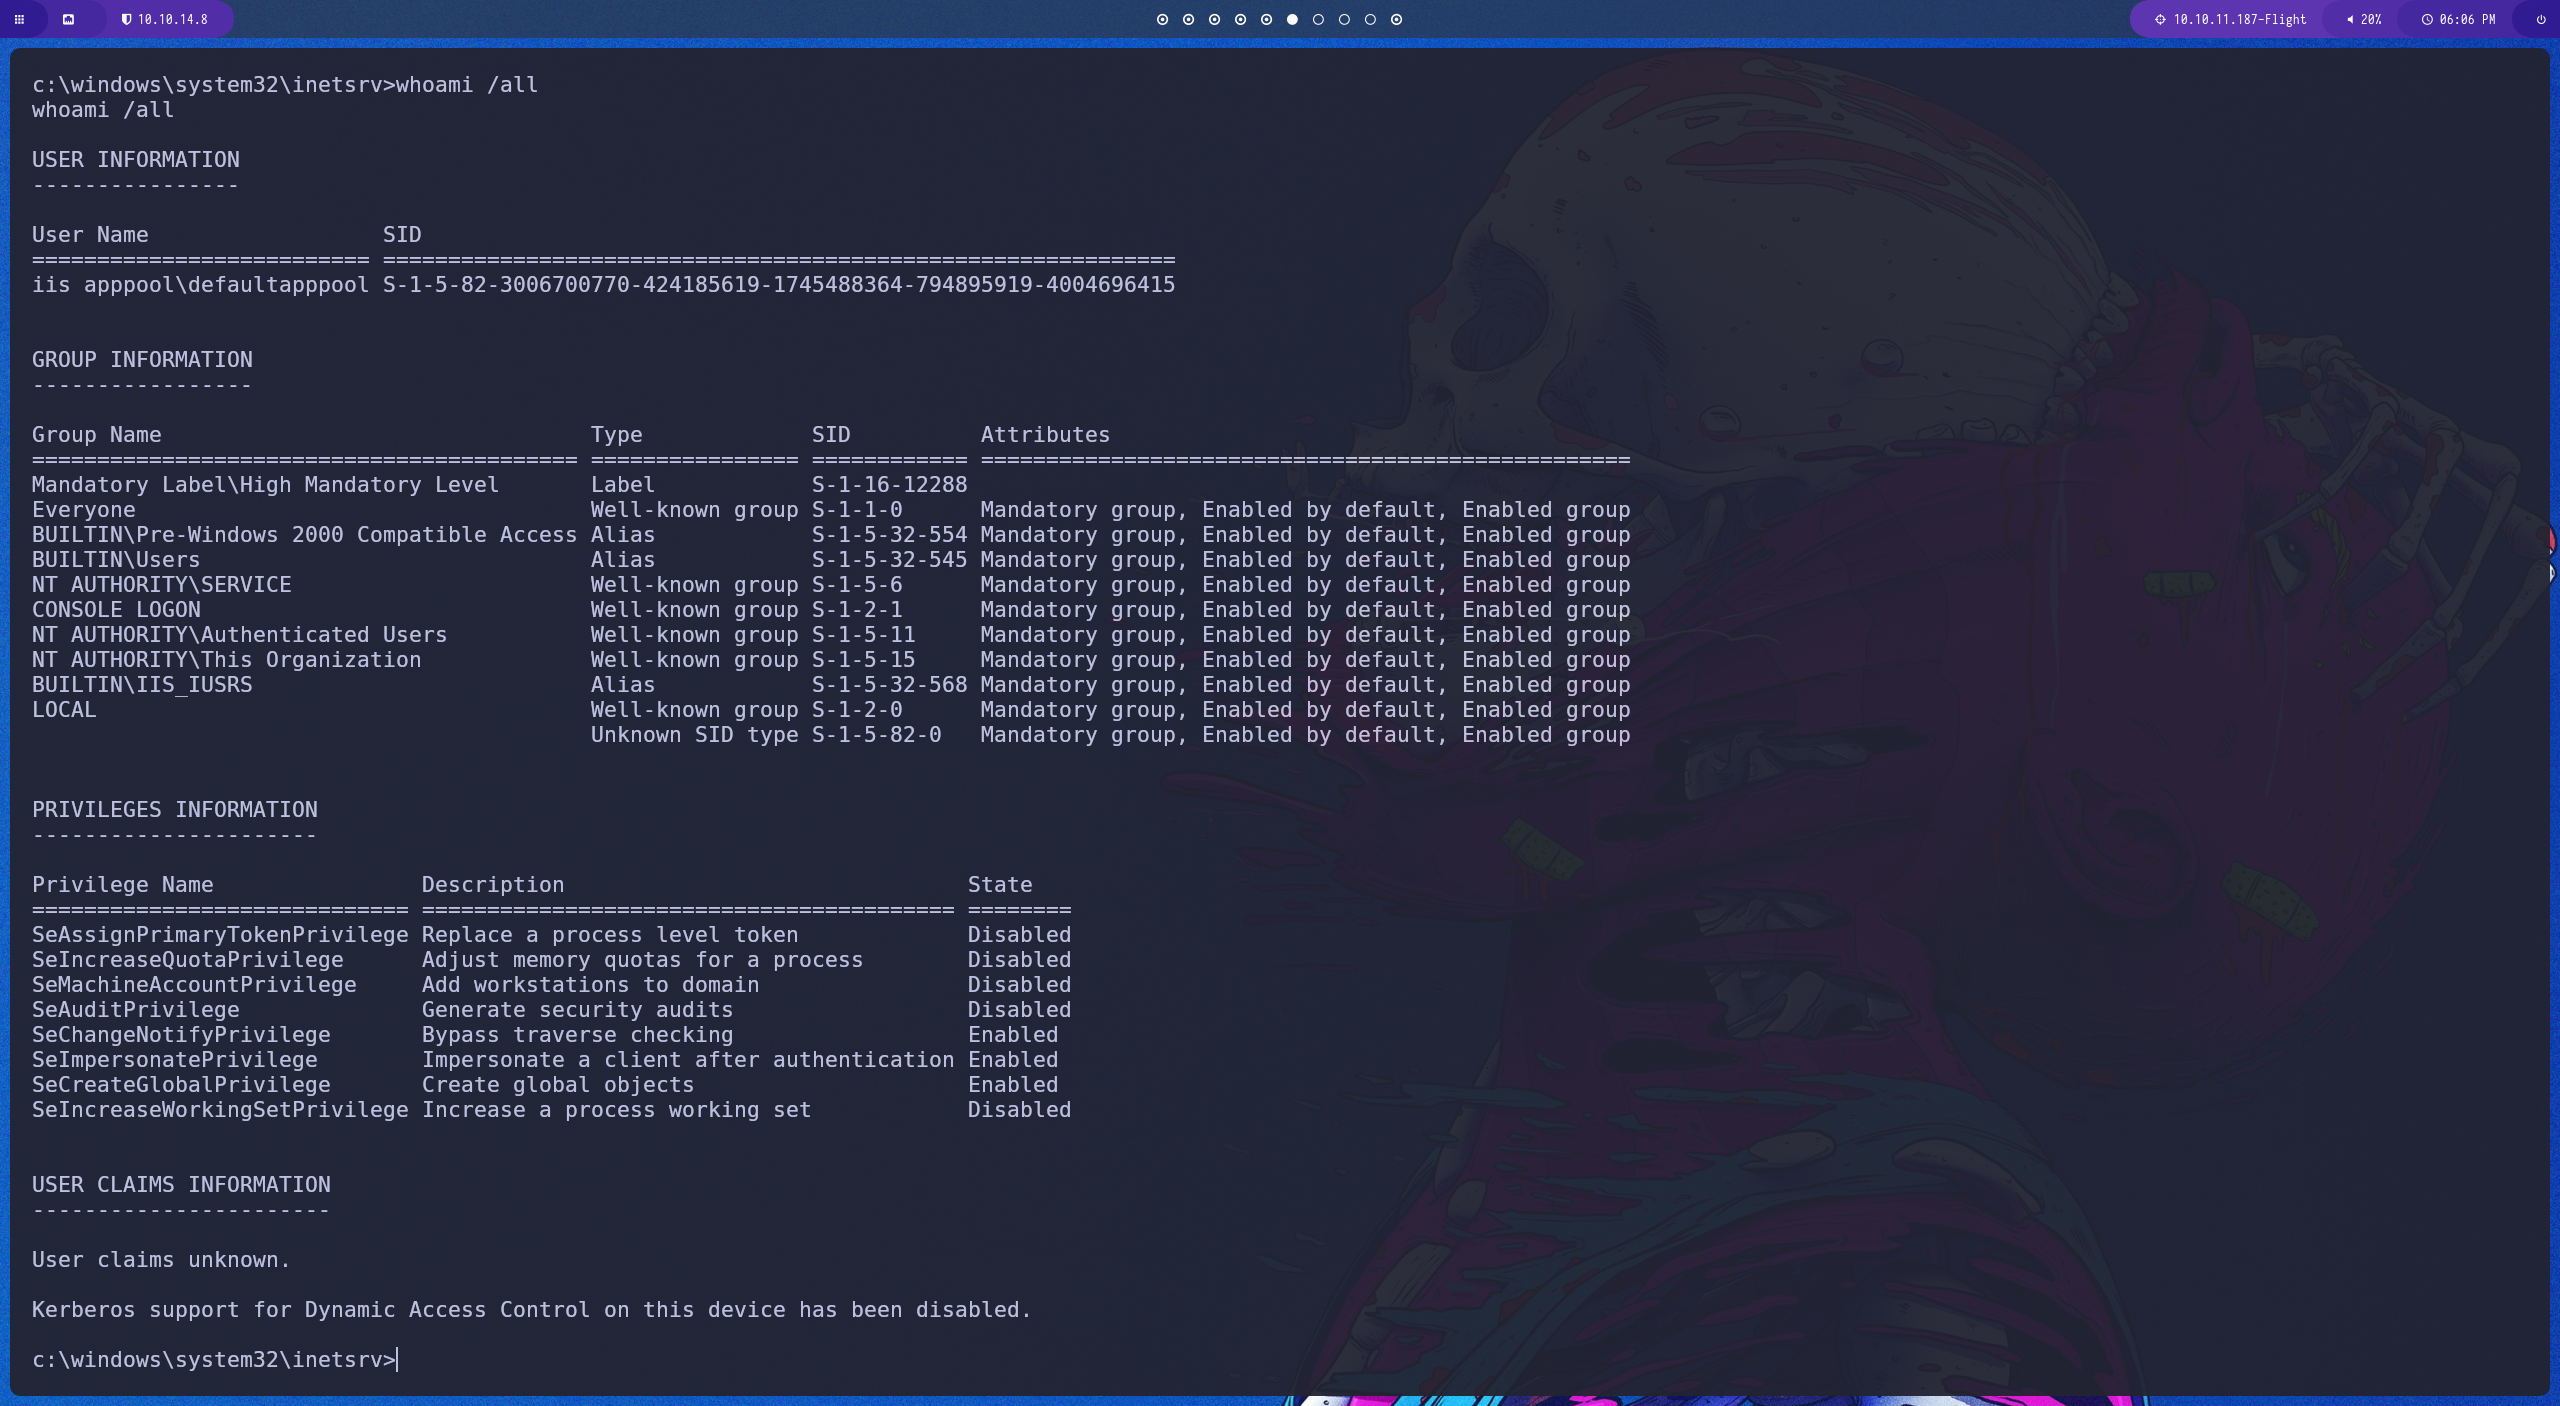 10.10.14.8
10.10.11.187-Flight 20% 06:06 PM
c:\windows\system32\inetsrv>whoami /all
whoami /all
USER INFORMATION
----------------
User Name                  SID
========================== =============================================================
iis apppool\defaultapppool S-1-5-82-3006700770-424185619-1745488364-794895919-4004696415
GROUP INFORMATION
-----------------
Group Name                                 Type             SID          Attributes
========================================== ================ ============ ==================================================
Mandatory Label\High Mandatory Level       Label            S-1-16-12288
Everyone                                   Well-known group S-1-1-0      Mandatory group, Enabled by default, Enabled group
BUILTIN\Pre-Windows 2000 Compatible Access Alias            S-1-5-32-554 Mandatory group, Enabled by default, Enabled group
BUILTIN\Users                              Alias            S-1-5-32-545 Mandatory group, Enabled by default, Enabled group
NT AUTHORITY\SERVICE                       Well-known group S-1-5-6      Mandatory group, Enabled by default, Enabled group
CONSOLE LOGON                              Well-known group S-1-2-1      Mandatory group, Enabled by default, Enabled group
NT AUTHORITY\Authenticated Users           Well-known group S-1-5-11     Mandatory group, Enabled by default, Enabled group
NT AUTHORITY\This Organization             Well-known group S-1-5-15     Mandatory group, Enabled by default, Enabled group
BUILTIN\IIS_IUSRS                          Alias            S-1-5-32-568 Mandatory group, Enabled by default, Enabled group
LOCAL                                      Well-known group S-1-2-0      Mandatory group, Enabled by default, Enabled group
                                           Unknown SID type S-1-5-82-0   Mandatory group, Enabled by default, Enabled group
PRIVILEGES INFORMATION
----------------------
Privilege Name                Description                               State
============================= ========================================= ========
SeAssignPrimaryTokenPrivilege Replace a process level token             Disabled
SeIncreaseQuotaPrivilege      Adjust memory quotas for a process        Disabled
SeMachineAccountPrivilege     Add workstations to domain                Disabled
SeAuditPrivilege              Generate security audits                  Disabled
SeChangeNotifyPrivilege       Bypass traverse checking                  Enabled
SeImpersonatePrivilege        Impersonate a client after authentication Enabled
SeCreateGlobalPrivilege       Create global objects                     Enabled
SeIncreaseWorkingSetPrivilege Increase a process working set            Disabled
USER CLAIMS INFORMATION
-----------------------
User claims unknown.
Kerberos support for Dynamic Access Control on this device has been disabled.
c:\windows\system32\inetsrv>